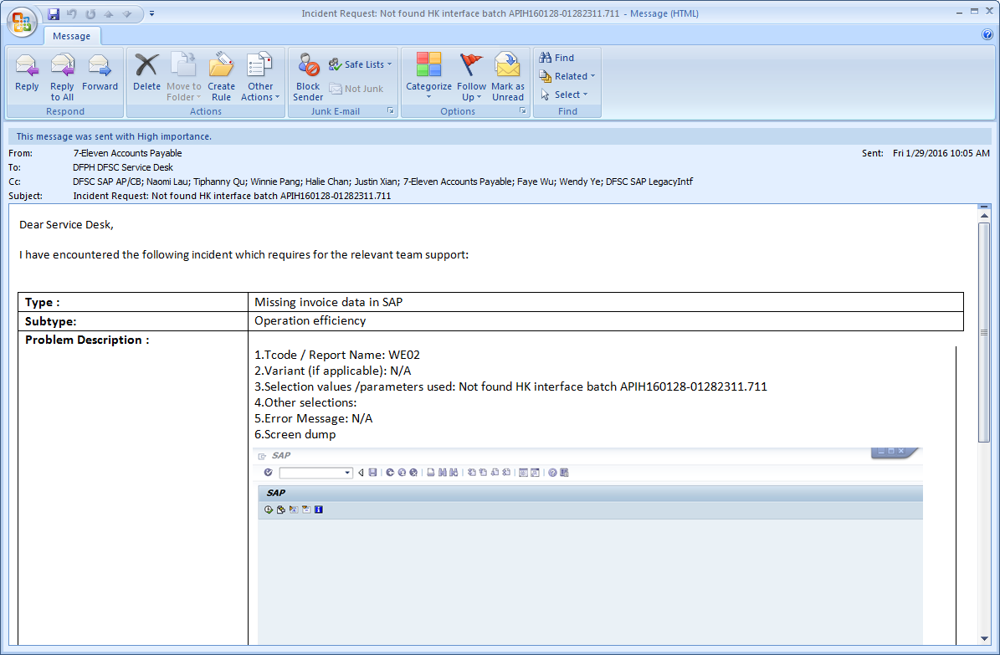 Incident Request: Not found HK interface batch APIH160128-01282311.711 - Message (HTML)
Message
Reply
Reply to All
Forward
Respond
Delete
Move to Folder
Create Rule
Other Actions
Actions
Block Sender
Safe Lists
Not Junk
Junk E-mail
Categorize
Follow Up
Mark as Unread
Options
Find
Related
Select
Find
This message was sent with High importance.
From: 7-Eleven Accounts Payable Sent: Fri 1/29/2016 10:05 AM
To: DFPH DFSC Service Desk
Cc: DFSC SAP AP/CB; Naomi Lau; Tiphanny Qu; Winnie Pang; Halie Chan; Justin Xian; 7-Eleven Accounts Payable; Faye Wu; Wendy Ye; DFSC SAP LegacyIntf
Subject: Incident Request: Not found HK interface batch APIH160128-01282311.711
Dear Service Desk,
I have encountered the following incident which requires for the relevant team support:
Type : Missing invoice data in SAP
Subtype: Operation efficiency
Problem Description :
1.Tcode / Report Name: WE02
2.Variant (if applicable): N/A
3.Selection values /parameters used: Not found HK interface batch APIH160128-01282311.711
4.Other selections:
5.Error Message: N/A
6.Screen dump
SAP
SAP